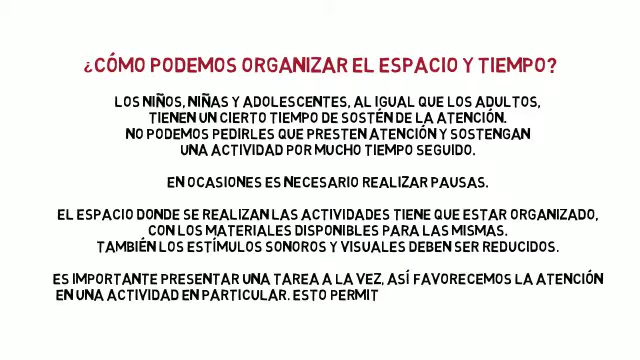 ¿CÓMO PODEMOS ORGANIZAR EL ESPACIO Y TIEMPO?
LOS NIÑOS, NIÑAS Y ADOLESCENTES, AL IGUAL QUE LOS ADULTOS,
TIENEN UN CIERTO TIEMPO DE SOSTÉN DE LA ATENCIÓN.
NO PODEMOS PEDIRLES QUE PRESTEN ATENCIÓN Y SOSTENGAN
UNA ACTIVIDAD POR MUCHO TIEMPO SEGUIDO.
EN OCASIONES ES NECESARIO REALIZAR PAUSAS.
EL ESPACIO DONDE SE REALIZAN LAS ACTIVIDADES TIENE QUE ESTAR ORGANIZADO,
CON LOS MATERIALES DISPONIBLES PARA LAS MISMAS.
TAMBIÉN LOS ESTÍMULOS SONOROS Y VISUALES DEBEN SER REDUCIDOS.
ES IMPORTANTE PRESENTAR UNA TAREA A LA VEZ, ASÍ FAVORECEMOS LA ATENCIÓN
EN UNA ACTIVIDAD EN PARTICULAR. ESTO PERMIT